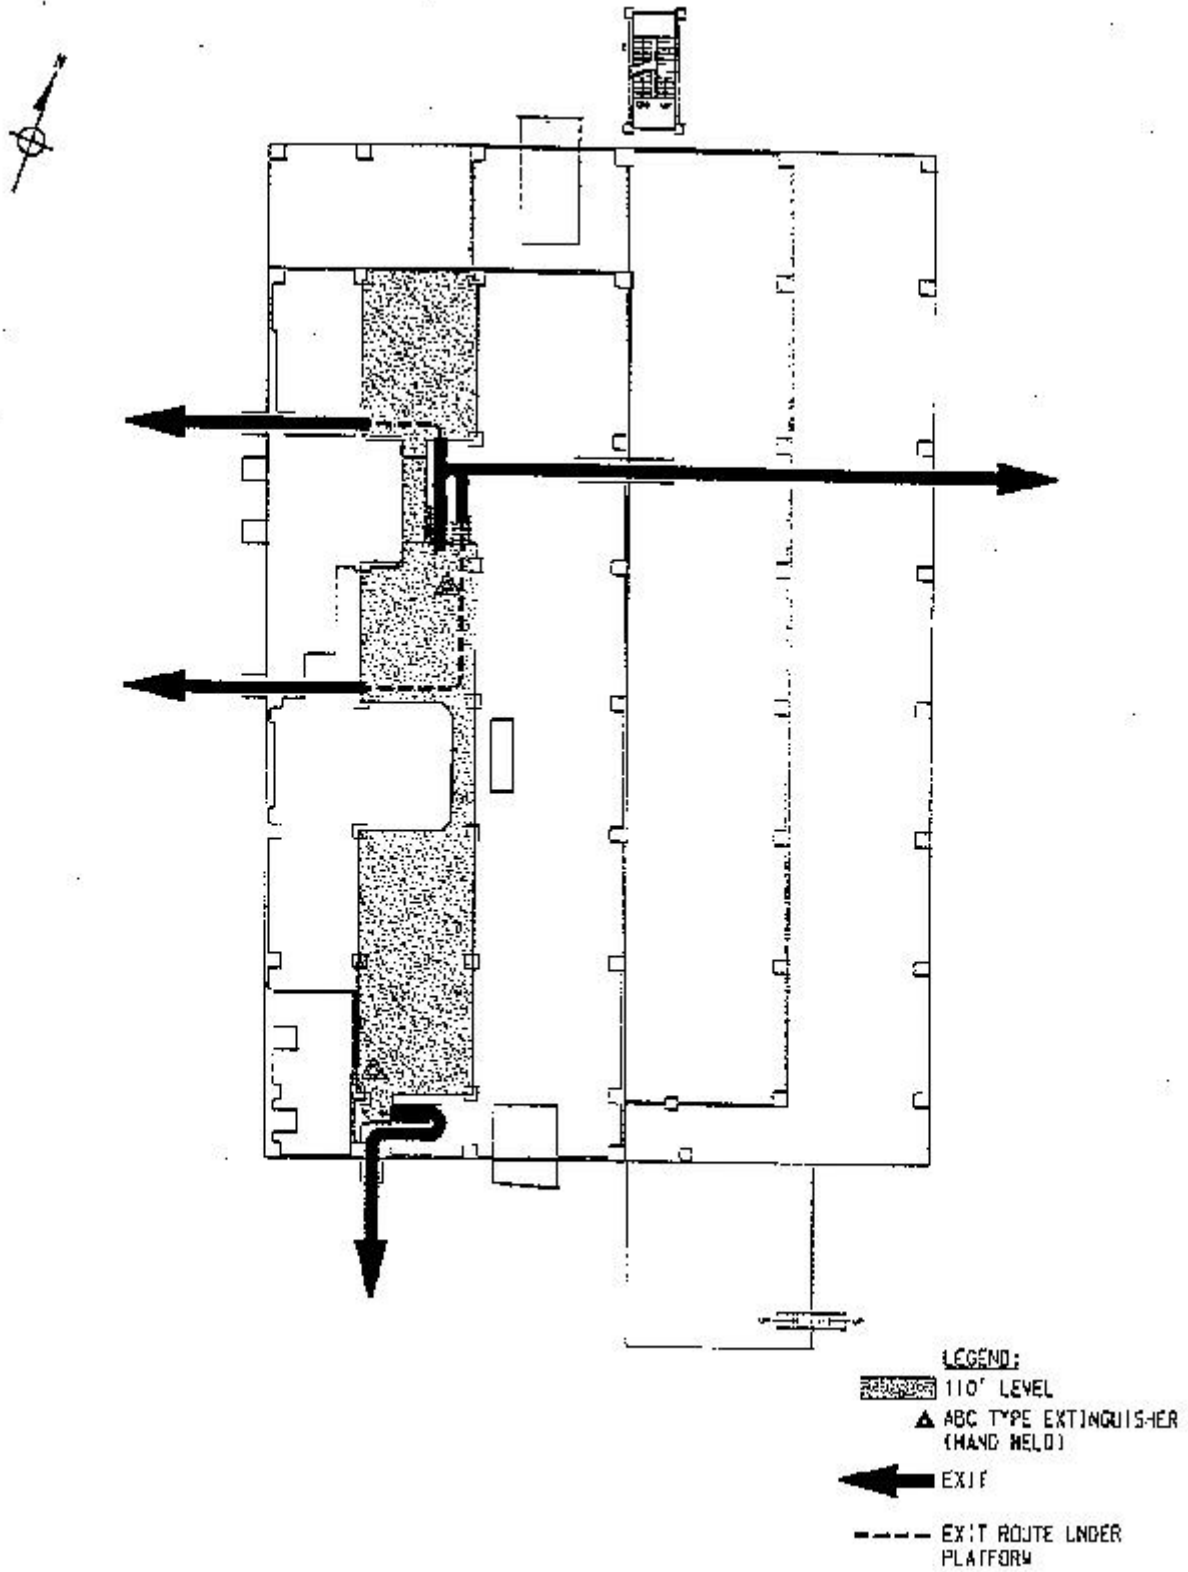 N
LEGEND:
110' LEVEL
ABC TYPE EXTINGUISHER
(HAND HELD)
EXIT
EXIT ROUTE UNDER
PLATFORM